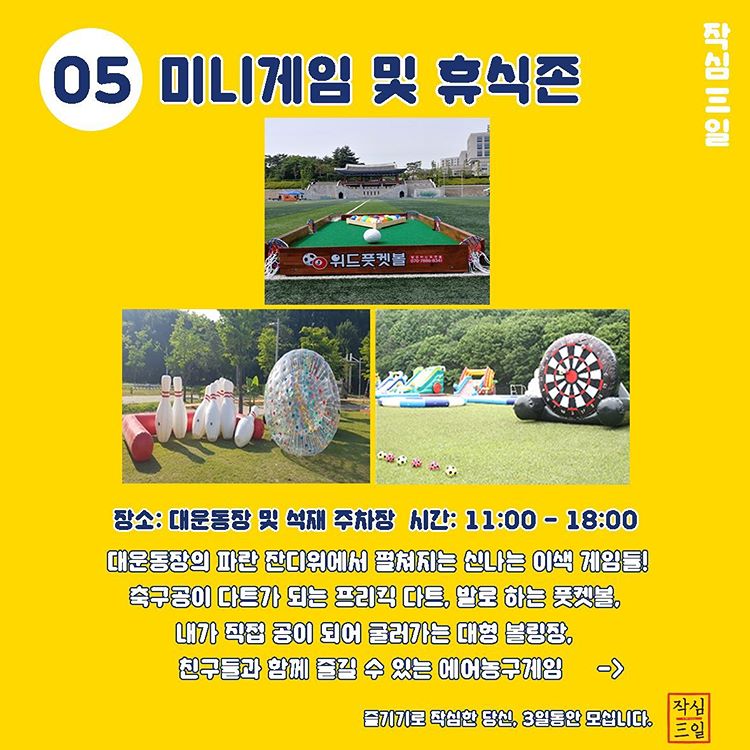 05 미니게임 및 휴식존
작심 三일
위드풋켓볼
장소: 대운동장 및 석재 주차장 시간: 11:00 - 18:00
대운동장의 파란 잔디위에서 펼쳐지는 신나는 이색 게임들!
축구공이 다트가 되는 프리킥 다트, 발로 하는 풋켓볼,
내가 직접 공이 되어 굴러가는 대형 볼링장,
친구들과 함께 즐길 수 있는 에어농구게임 ->
즐기기로 작심한 당신, 3일동안 모십니다.
작심
三일